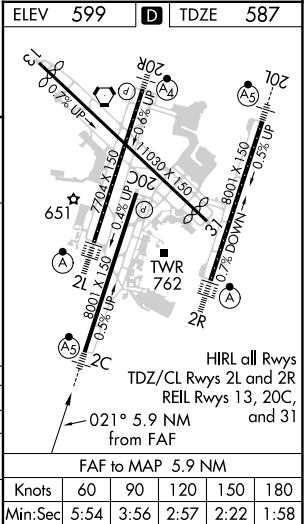 ELEV 599 D TDZE 587
13
20R
A4
20L
A5
P
0.7% UP
0.6% UP
11030 X 150
7704 X 150
20C
0.4% UP
P
8001 X 150
0.5% UP
651
31
A
2L
TWR
762
8001 X 150
0.5% UP
0.7% DOWN
A
2R
A5
2C
HIRL all Rwys
TDZ/CL Rwys 2L and 2R
REIL Rwys 13, 20C,
and 31
021° 5.9 NM
from FAF
FAF to MAP 5.9 NM
Knots 60 90 120 150 180
Min:Sec 5:54 3:56 2:57 2:22 1:58